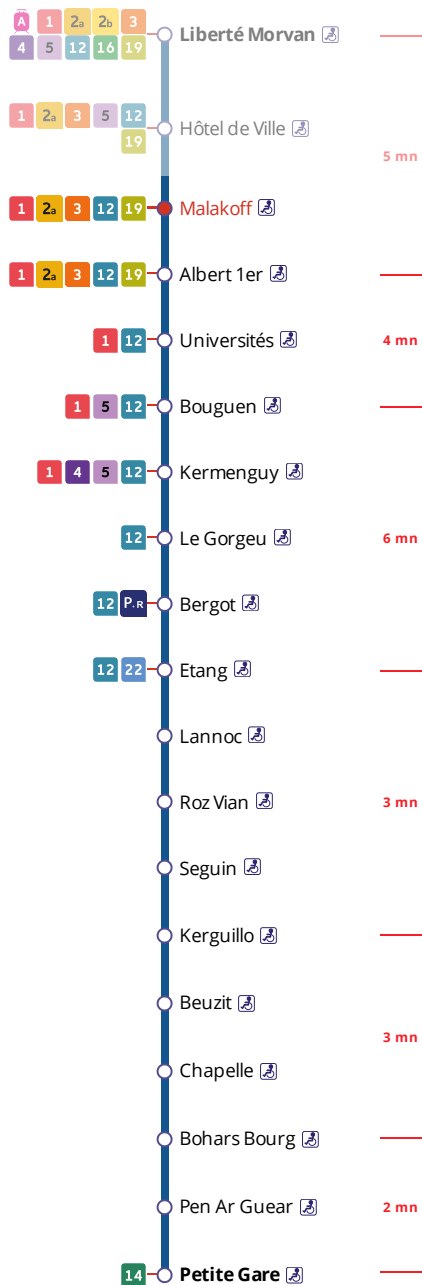 A 1 2a 2b 3
4 5 12 16 19
Liberté Morvan
1 2a 3 5 12
19
Hôtel de Ville
5 mn
1 2a 3 12 19 Malakoff
1 2a 3 12 19 Albert 1er
1 12 Universités 4 mn
1 5 12 Bouguen
1 4 5 12 Kermenguy
12 Le Gorgeu 6 mn
12 P+R Bergot
12 22 Etang
Lannoc
Roz Vian 3 mn
Seguin
Kerguillo
Beuzit
3 mn
Chapelle
Bohars Bourg
Pen Ar Guear 2 mn
14 Petite Gare